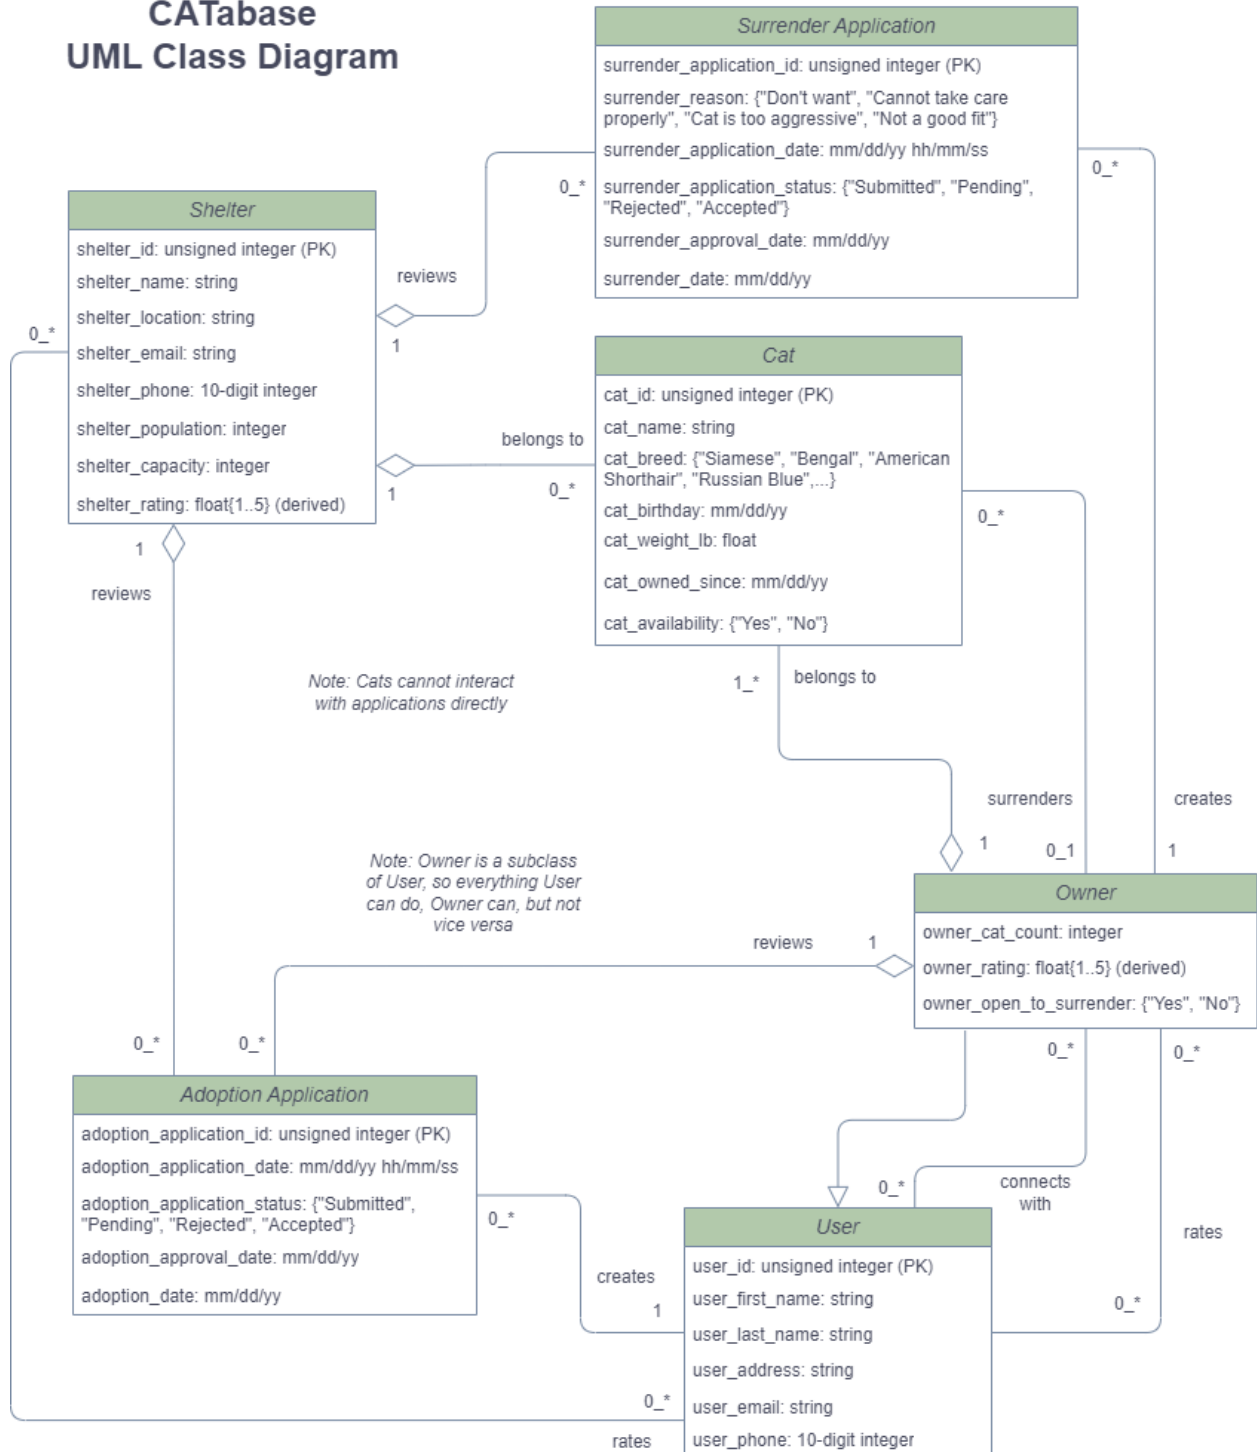 CATabase
UML Class Diagram
Surrender Application
surrender_application_id: unsigned integer (PK)
surrender_reason: {"Don't want", "Cannot take care
properly", "Cat is too aggressive", "Not a good fit"}
surrender_application_date: mm/dd/yy hh/mm/ss
surrender_application_status: {"Submitted", "Pending",
"Rejected", "Accepted"}
surrender_approval_date: mm/dd/yy
surrender_date: mm/dd/yy
0_*
0_*
Shelter
shelter_id: unsigned integer (PK)
shelter_name: string
shelter_location: string
shelter_email: string
shelter_phone: 10-digit integer
shelter_population: integer
shelter_capacity: integer
shelter_rating: float{1..5} (derived)
reviews
1
0_*
belongs to
1
0_*
1
reviews
Cat
cat_id: unsigned integer (PK)
cat_name: string
cat_breed: {"Siamese", "Bengal", "American
Shorthair", "Russian Blue",...}
cat_birthday: mm/dd/yy
cat_weight_lb: float
cat_owned_since: mm/dd/yy
cat_availability: {"Yes", "No"}
0_*
1_*
belongs to
Note: Cats cannot interact
with applications directly
surrenders
creates
1
0_1
1
Note: Owner is a subclass
of User, so everything User
can do, Owner can, but not
vice versa
Owner
owner_cat_count: integer
owner_rating: float{1..5} (derived)
owner_open_to_surrender: {"Yes", "No"}
reviews
1
0_*
0_*
0_*
0_*
Adoption Application
adoption_application_id: unsigned integer (PK)
adoption_application_date: mm/dd/yy hh/mm/ss
adoption_application_status: {"Submitted",
"Pending", "Rejected", "Accepted"}
adoption_approval_date: mm/dd/yy
adoption_date: mm/dd/yy
0_*
creates
1
0_*
connects
with
rates
0_*
User
user_id: unsigned integer (PK)
user_first_name: string
user_last_name: string
user_address: string
user_email: string
user_phone: 10-digit integer
0_*
rates